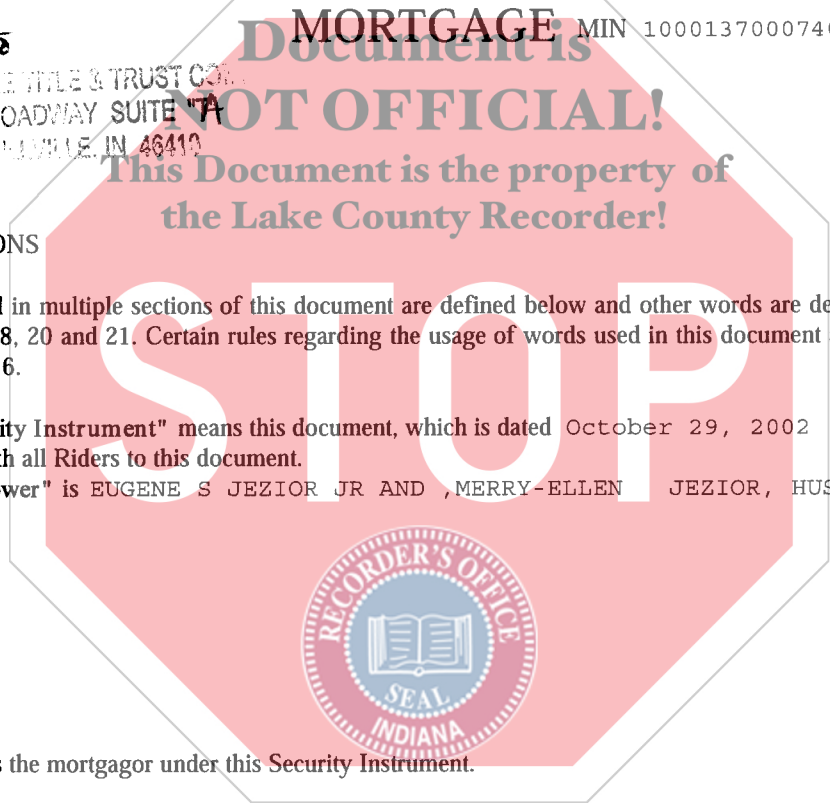 MORTGAGE MIN 100013700074
Document is
TITLE & TRUST CO
OADWAY SUITE "7A
NOT OFFICIAL!
IN 46410
This Document is the property of
the Lake County Recorder!
ONS
in multiple sections of this document are defined below and other words are de
8, 20 and 21. Certain rules regarding the usage of words used in this document
6.
STOP
ity Instrument" means this document, which is dated October 29, 2002
h all Riders to this document.
wer" is EUGENE S JEZIOR JR AND ,MERRY-ELLEN JEZIOR, HUS
RECORDER'S OFFICE
SEAL
INDIANA
s the mortgagor under this Security Instrument.